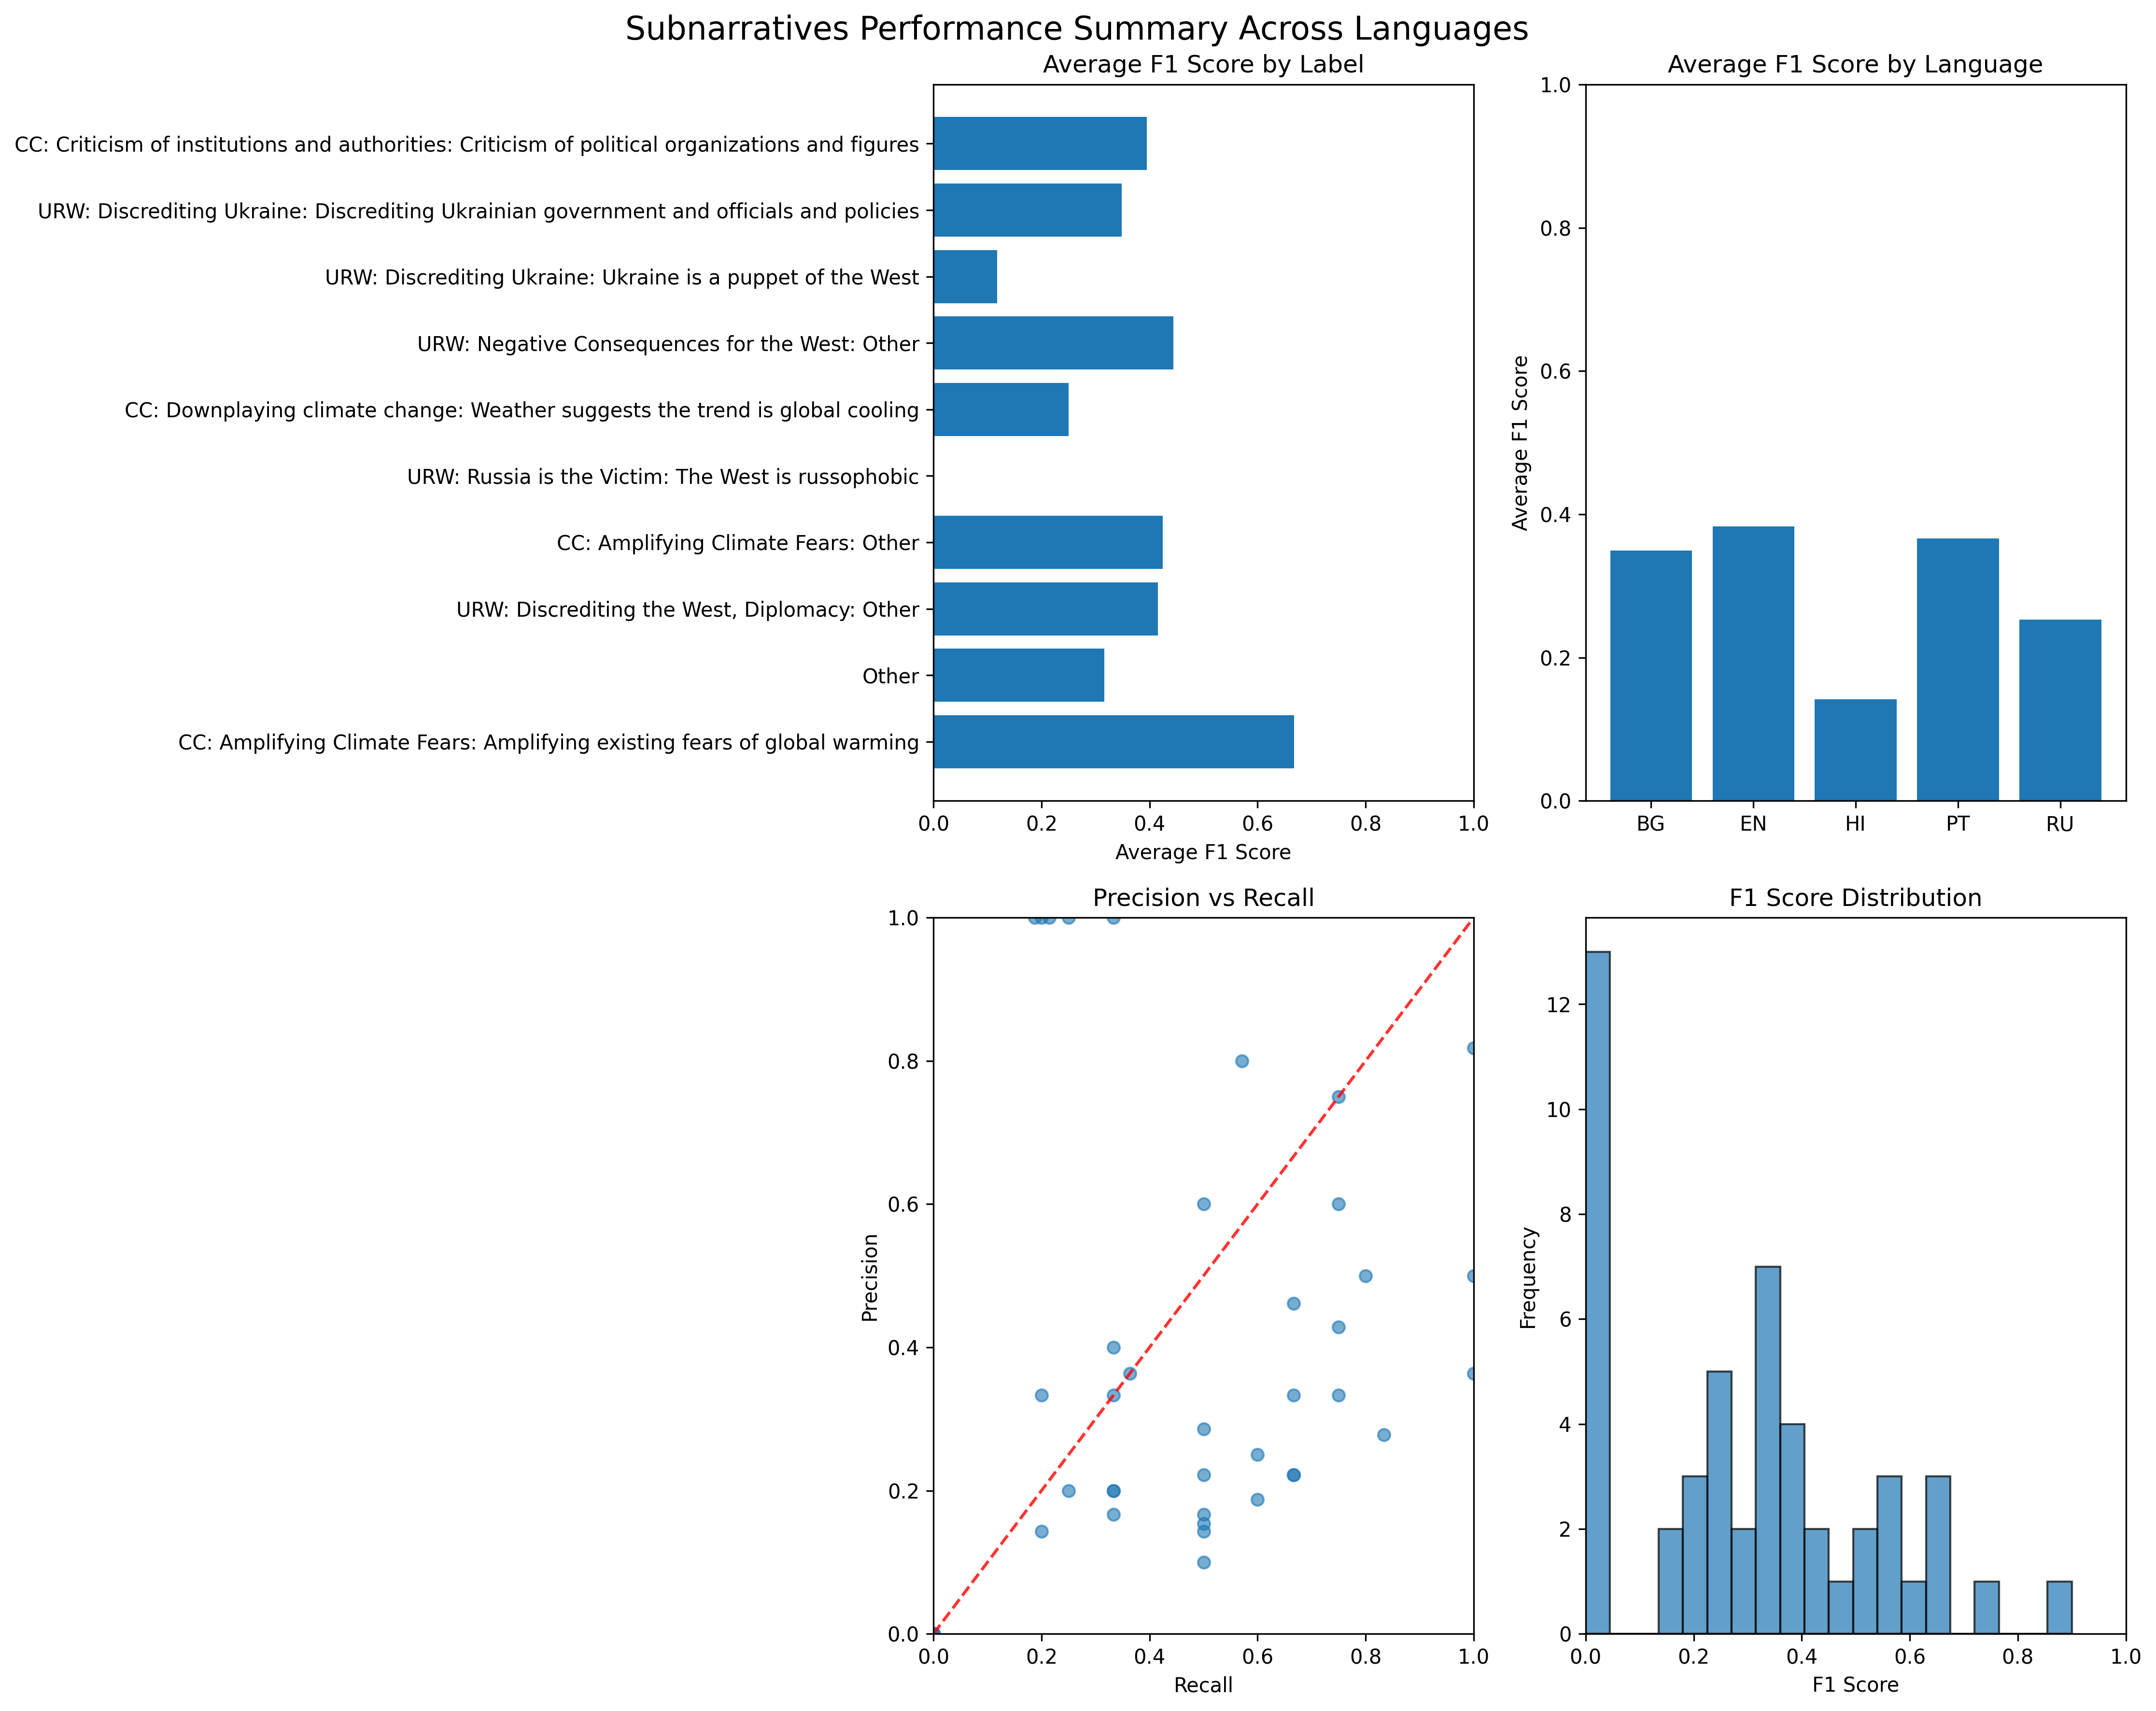 Subnarratives Performance Summary Across Languages
Average F1 Score by Label
CC: Criticism of institutions and authorities: Criticism of political organizations and figures
URW: Discrediting Ukraine: Discrediting Ukrainian government and officials and policies
URW: Discrediting Ukraine: Ukraine is a puppet of the West
URW: Negative Consequences for the West: Other
CC: Downplaying climate change: Weather suggests the trend is global cooling
URW: Russia is the Victim: The West is russophobic
CC: Amplifying Climate Fears: Other
URW: Discrediting the West, Diplomacy: Other
Other
CC: Amplifying Climate Fears: Amplifying existing fears of global warming
0.0 0.2 0.4 0.6 0.8 1.0
Average F1 Score
Average F1 Score by Language
Average F1 Score
1.0
0.8
0.6
0.4
0.2
0.0
BG EN HI PT RU
Precision vs Recall
Precision
1.0
0.8
0.6
0.4
0.2
0.0
0.0 0.2 0.4 0.6 0.8 1.0
Recall
F1 Score Distribution
Frequency
12
10
8
6
4
2
0
0.0 0.2 0.4 0.6 0.8 1.0
F1 Score